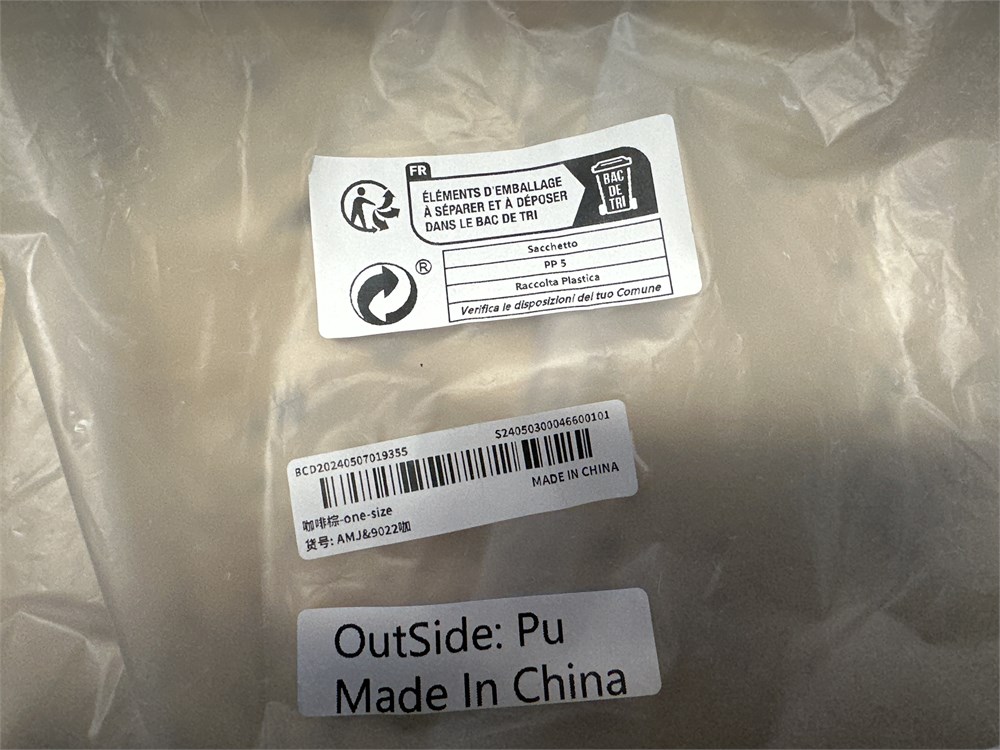 FR
ÉLÉMENTS D'EMBALLAGE
À SÉPARER ET À DÉPOSER
DANS LE BAC DE TRI
BAC
DE
TRI
®
Sacchetto
PP 5
Raccolta Plastica
Verifica le disposizioni del tuo Comune
BCD20240507019355
S24050300046600101
MADE IN CHINA
咖啡棕-one-size
货号: AMJ&9022咖
OutSide: Pu
Made In China